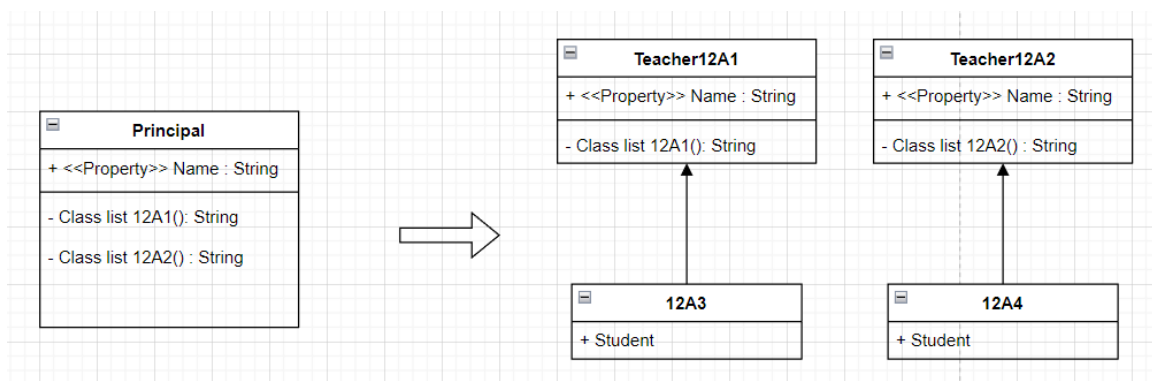 Principal
+ <<Property>> Name : String
- Class list 12A1(): String
- Class list 12A2() : String
Teacher12A1
+ <<Property>> Name : String
- Class list 12A1(): String
12A3
+ Student
Teacher12A2
+ <<Property>> Name : String
- Class list 12A2() : String
12A4
+ Student